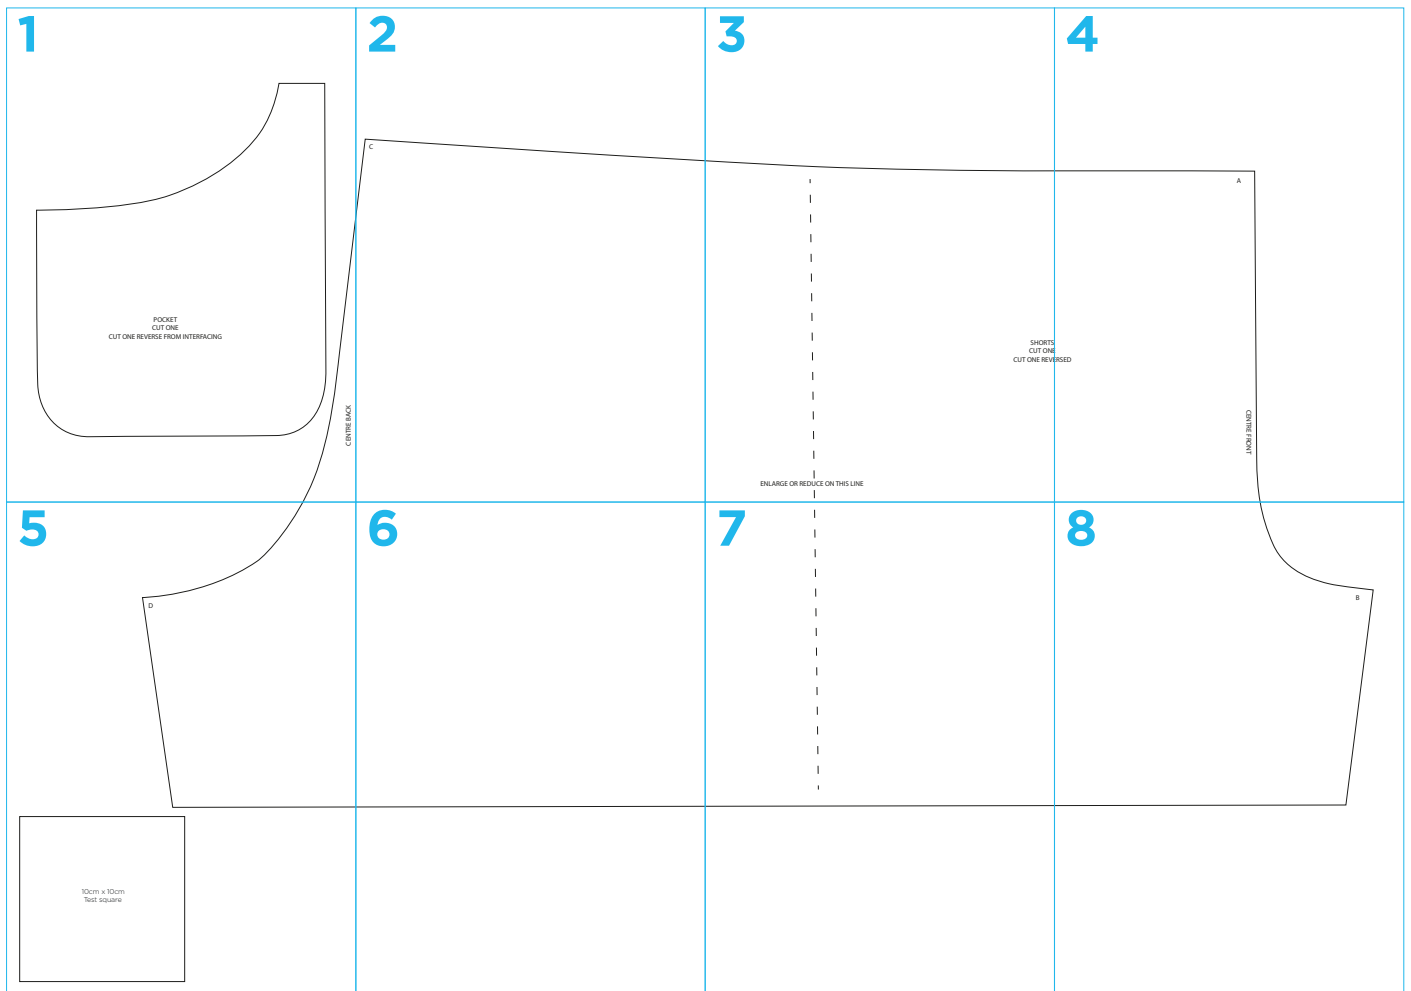 1
2
3
4
C
A
POCKET
CUT ONE
CUT ONE REVERSE FROM INTERFACING
SHORTS
CUT ONE
CUT ONE REVERSED
CENTRE BACK
CENTRE FRONT
ENLARGE OR REDUCE ON THIS LINE
5
6
7
8
D
B
10cm x 10cm
Test square